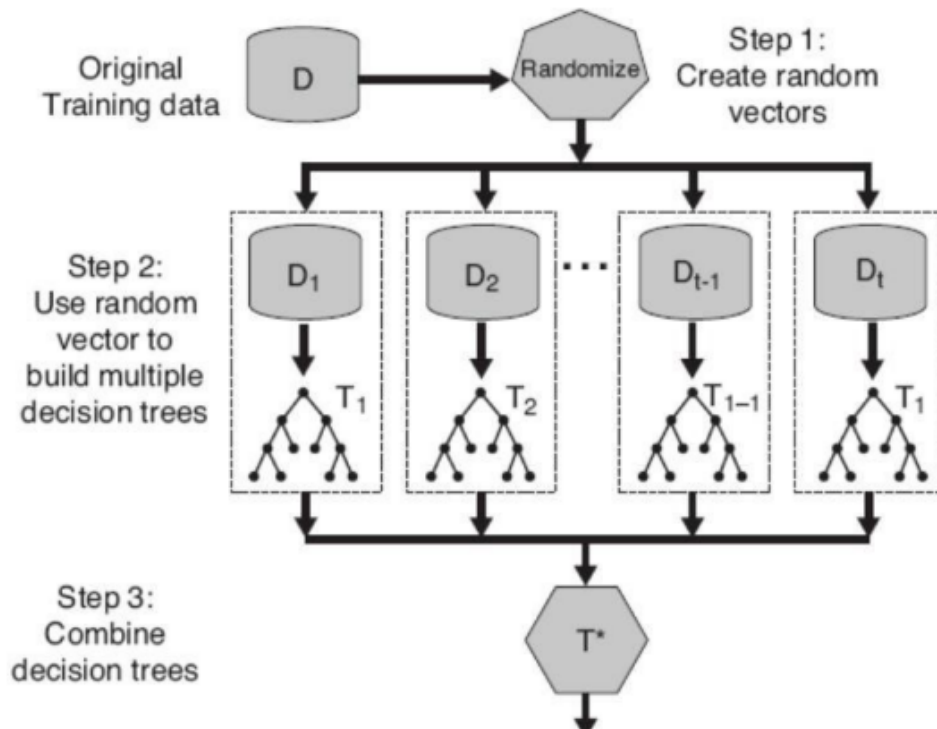 Original
Training data
D
Randomize
Step 1:
Create random
vectors
Step 2:
Use random
vector to
build multiple
decision trees
D₁
D₂
...
Dₜ₋₁
Dₜ
T₁
T₂
T₁₋₁
T₁
Step 3:
Combine
decision trees
T*